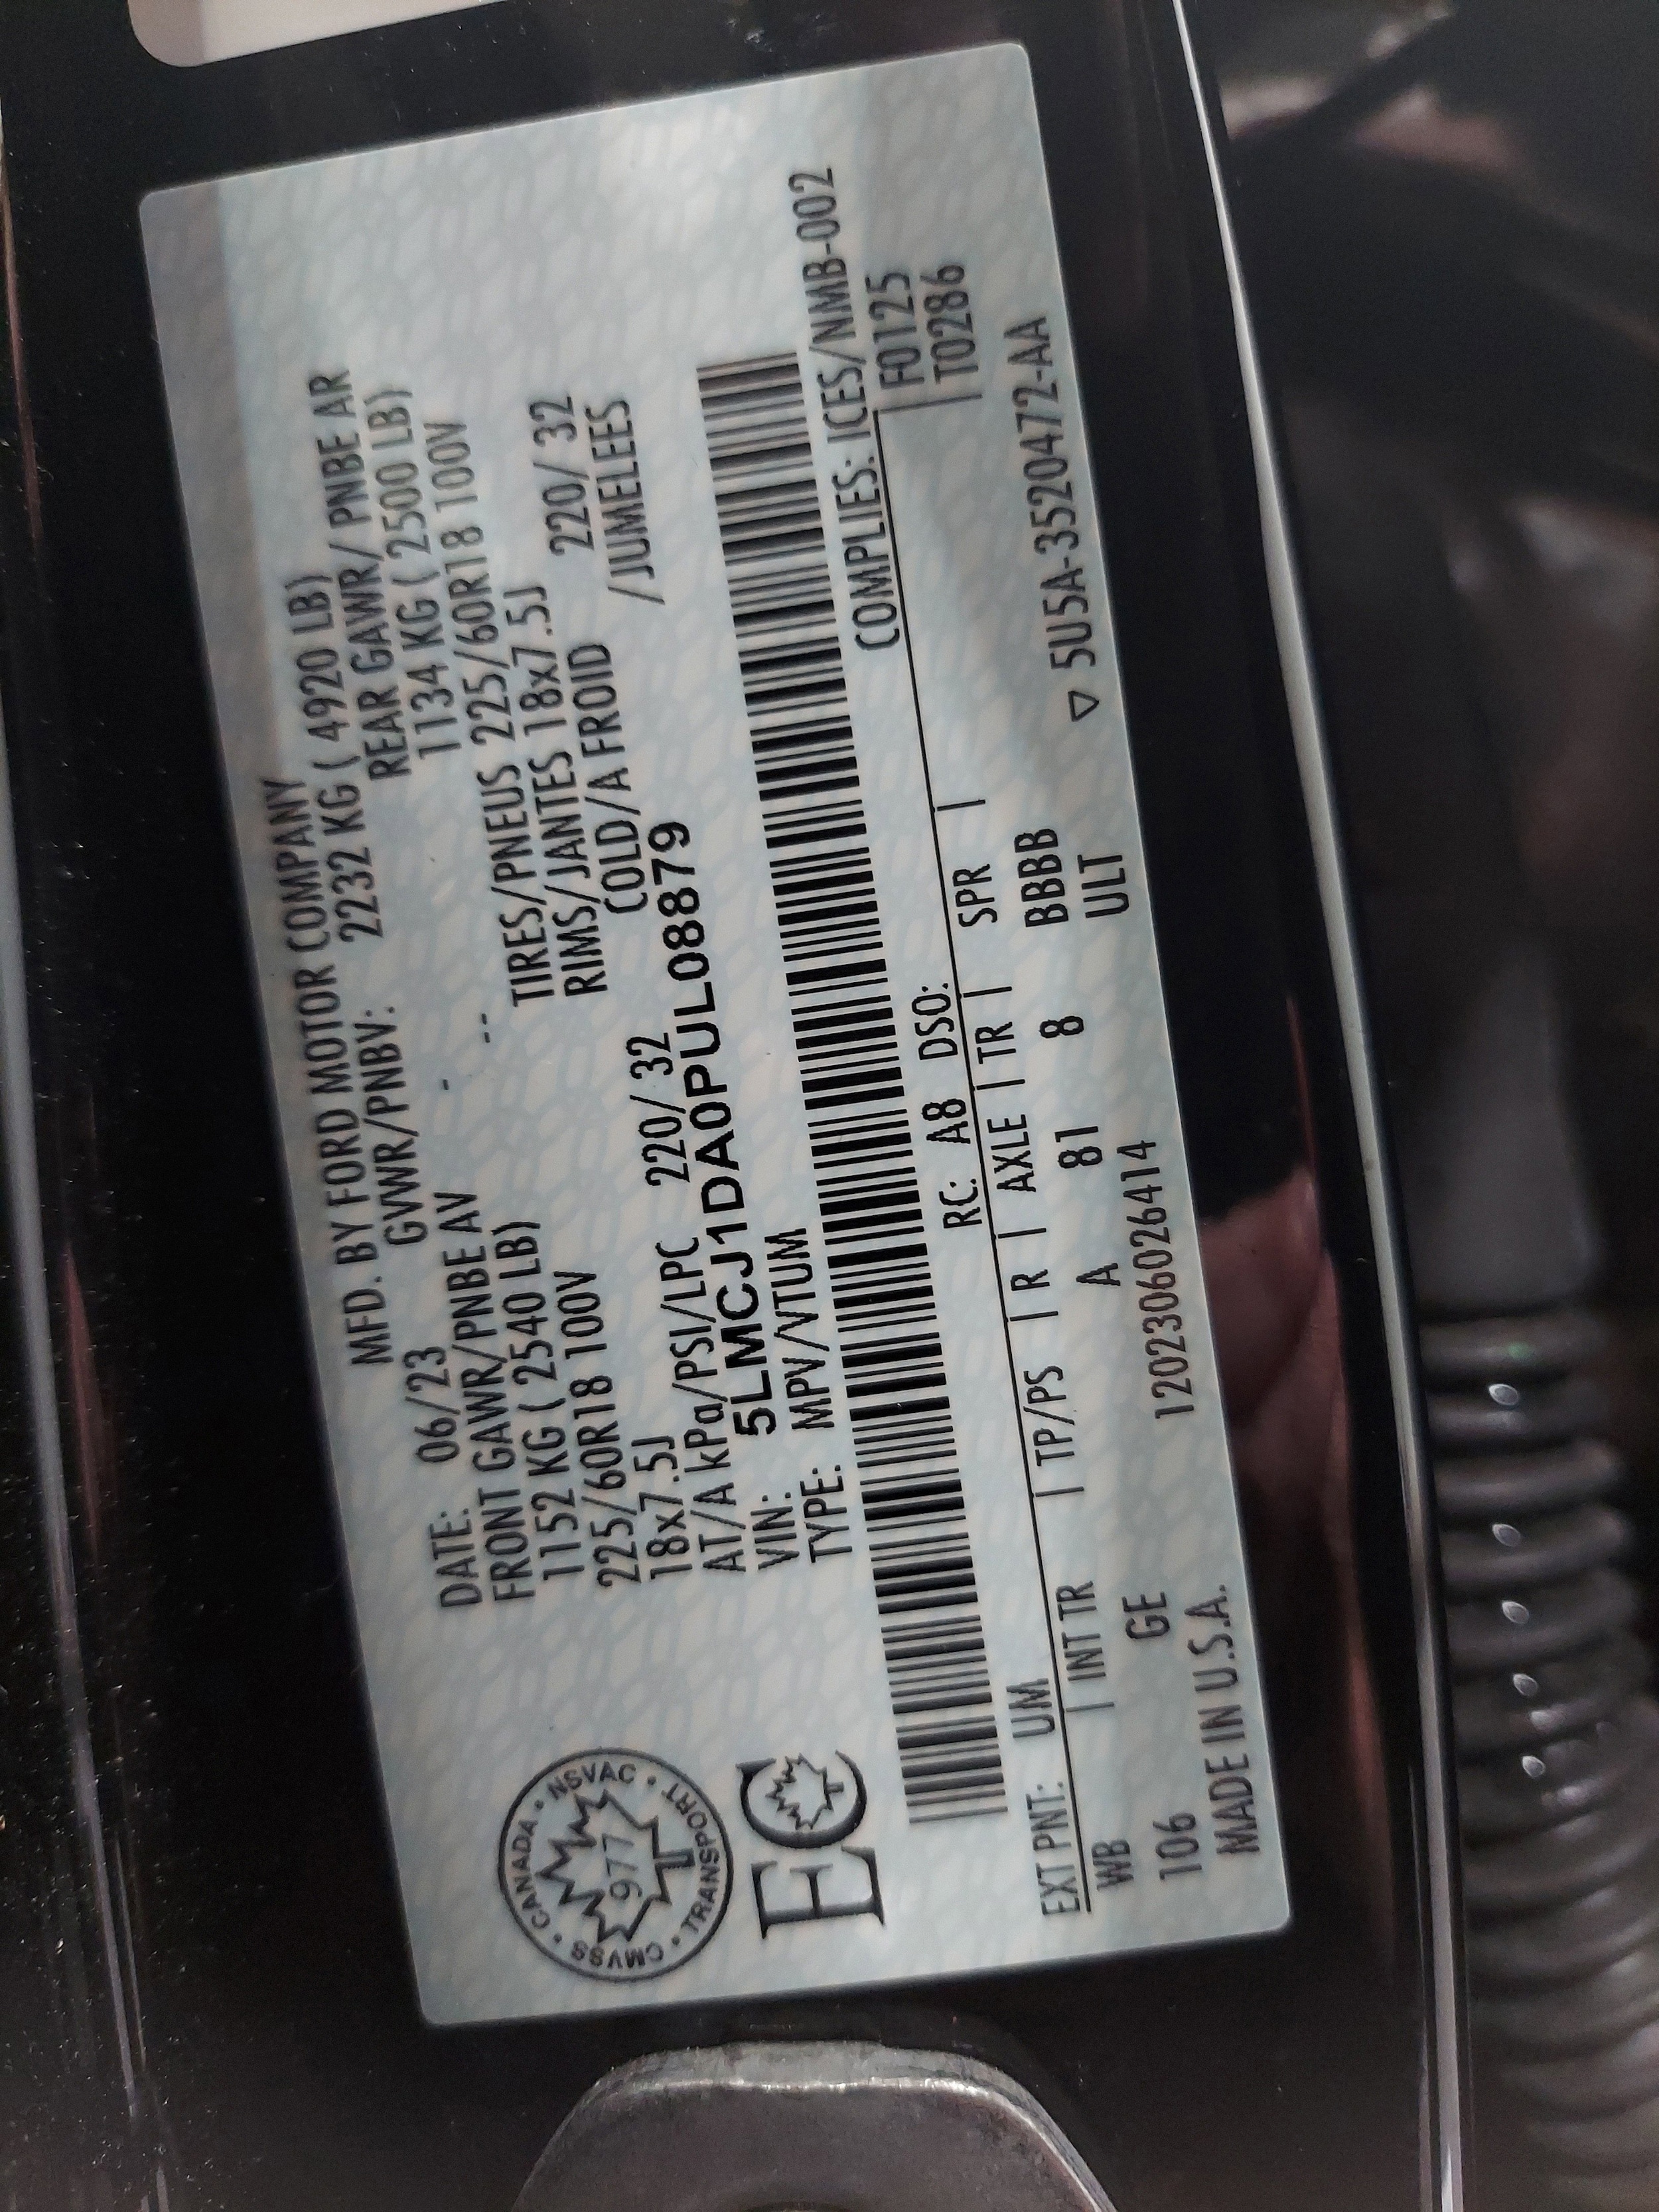 MFD. BY FORD MOTOR COMPANY
DATE: 06/23 GVWR/PNBV: 2232 KG ( 4920 LB)
FRONT GAWR/PNBE AV REAR GAWR/ PNBE AR
1152 KG ( 2540 LB) - 1134 KG ( 2500 LB)
225/60R18 100V -- 225/60R18 100V
18x7.5J TIRES/PNEUS
RIMS/JANTES 18x7.5J
AT/A kPa/PSI/LPC 220/ 32 COLD/A FROID 220/ 32
VIN: 5LMCJ1DA0PUL08879 /JUMELEES
TYPE: MPV/VTUM
CANADA • NSVAC • TRANSPORT • CMVSS •
977
EC
COMPLIES: ICES/NMB-002
EXT PNT: UM RC: A8 DSO: F0125
WB | INT TR | TP/PS | R | AXLE | TR | SPR | T0286
106 GE A 81 8 BBBB
ULT
MADE IN U.S.A. 1202306026414 ▽ 5U5A-3520472-AA